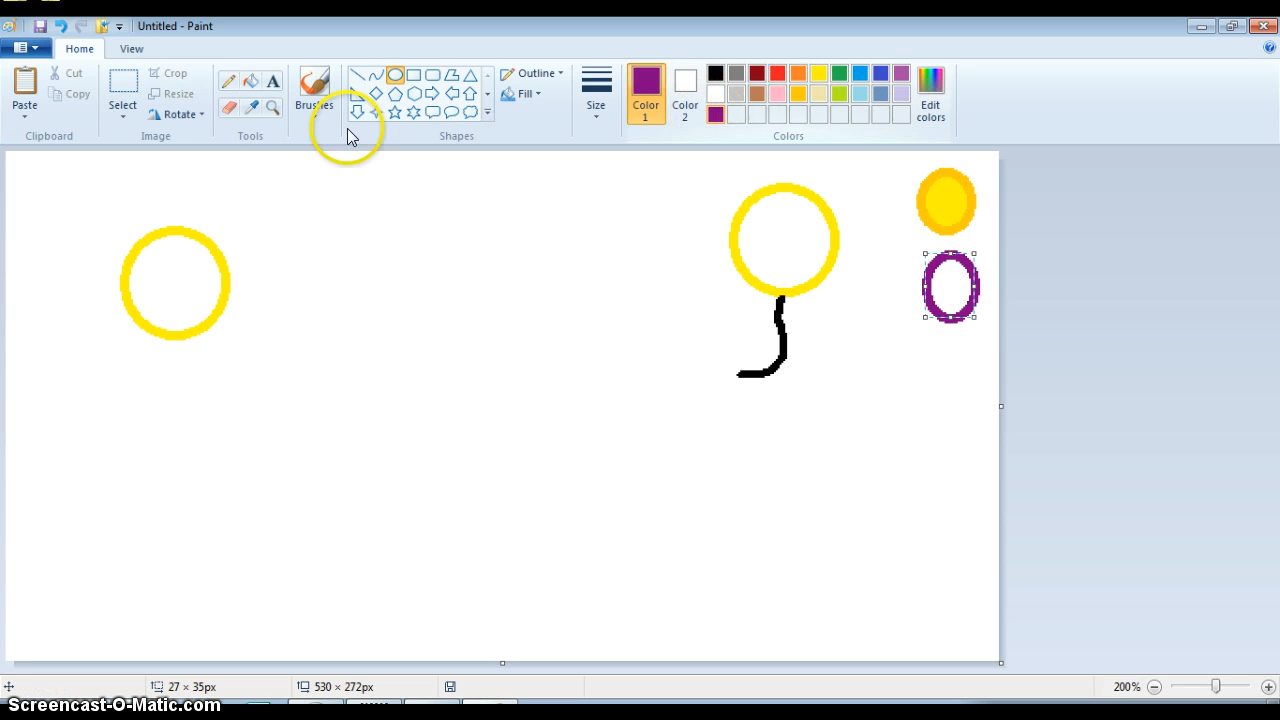 Untitled - Paint
Home View
Paste
Cut
Copy
Clipboard
Select
Crop
Resize
Rotate
Image
Tools
Brushes
Shapes
Outline
Fill
Size
Color 1
Color 2
Edit colors
Colors
27 × 35px
530 × 272px
200%
Screencast-O-Matic.com